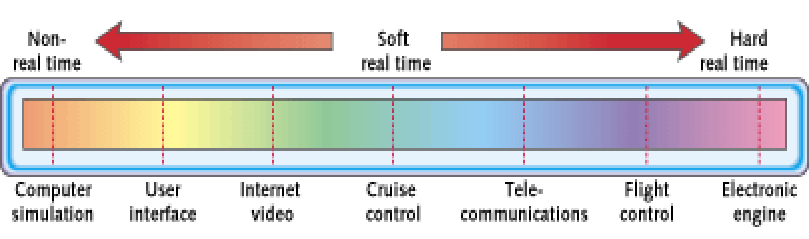 Non-
real time
Soft
real time
Hard
real time
Computer
simulation
User
interface
Internet
video
Cruise
control
Tele-
communications
Flight
control
Electronic
engine